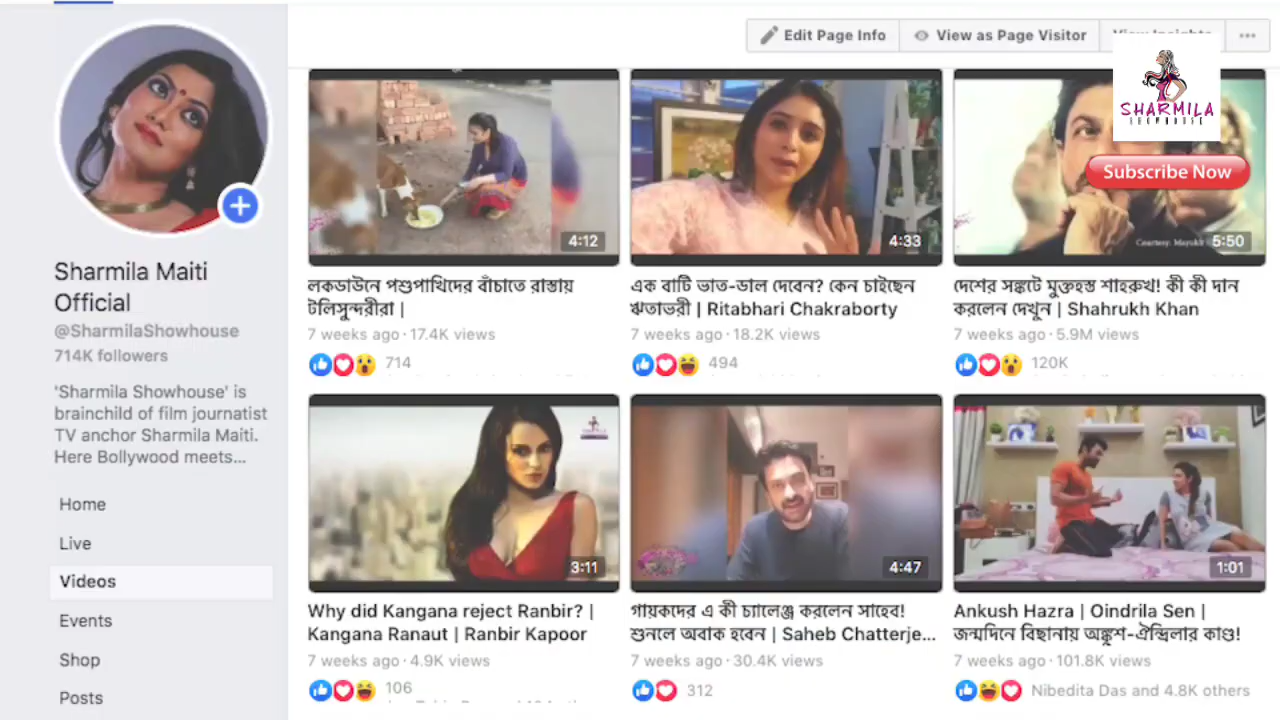 Edit Page Info
View as Page Visitor
SHARMILA
SHOWHOUSE
Subscribe Now
Sharmila Maiti
Official
@SharmilaShowhouse
714K followers
'Sharmila Showhouse' is
brainchild of film journalist
TV anchor Sharmila Maiti.
Here Bollywood meets...
Home
Live
Videos
Events
Shop
Posts
4:12
লকডাউনে পশুপাখিদের বাঁচাতে রাস্তায়
টলিসুন্দরীরা |
7 weeks ago · 17.4K views
714
4:33
এক বাটি ভাত-ডাল দেবেন? কেন চাইছেন
ঋতাভরী | Ritabhari Chakraborty
7 weeks ago · 18.2K views
494
Courtesy: Mayukh
5:50
দেশের সঙ্কটে মুক্তহস্ত শাহরুখ! কী কী দান
করলেন দেখুন | Shahrukh Khan
7 weeks ago · 5.9M views
120K
3:11
Why did Kangana reject Ranbir? |
Kangana Ranaut | Ranbir Kapoor
7 weeks ago · 4.9K views
106
4:47
গায়কদের এ কী চ্যালেঞ্জ করলেন সাহেব!
শুনলে অবাক হবেন | Saheb Chatterje...
7 weeks ago · 30.4K views
312
1:01
Ankush Hazra | Oindrila Sen |
জন্মদিনে বিছানায় অঙ্কুশ-ঐন্দ্রিলার কাণ্ড!
7 weeks ago · 101.8K views
Nibedita Das and 4.8K others